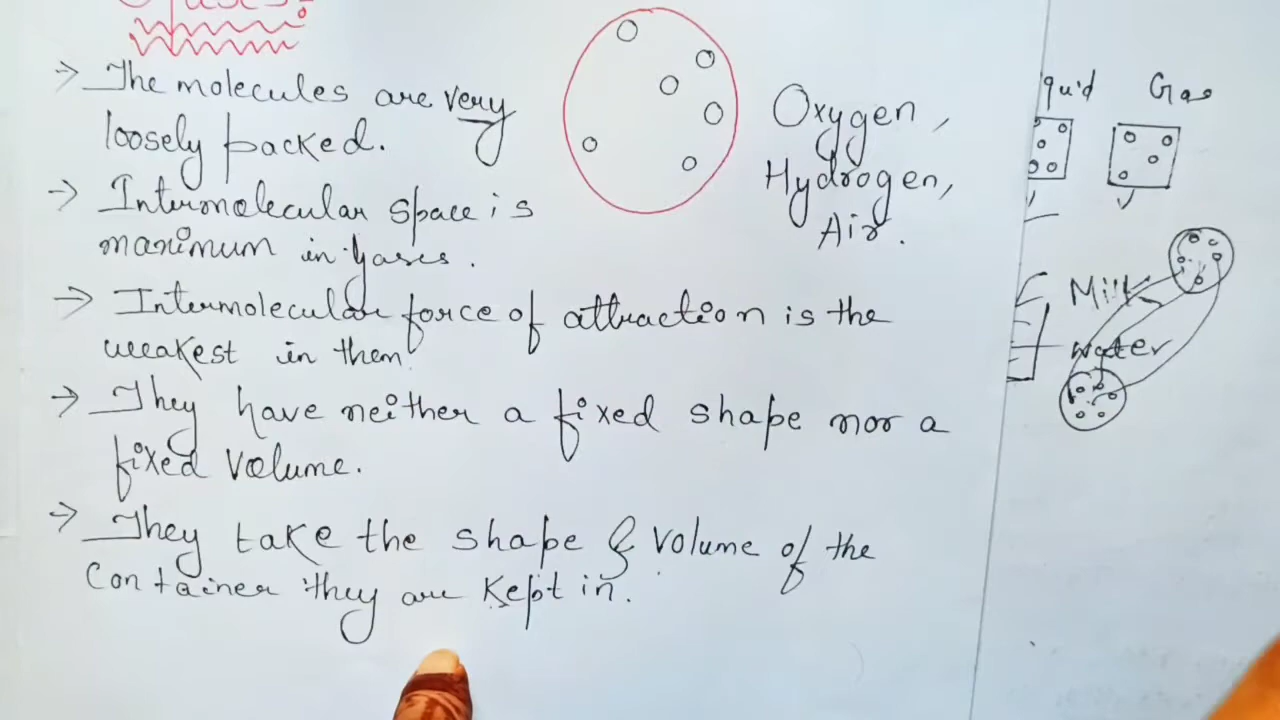 Gases:
→ The molecules are very
loosely packed.
→ Intermolecular space is
maximum in gases.
→ Intermolecular force of attraction is the
weakest in them
→ They have neither a fixed shape nor a
fixed volume.
→ They take the shape & volume of the
container they are kept in.
Oxygen,
Hydrogen,
Air.
quid Gas
Milk
water